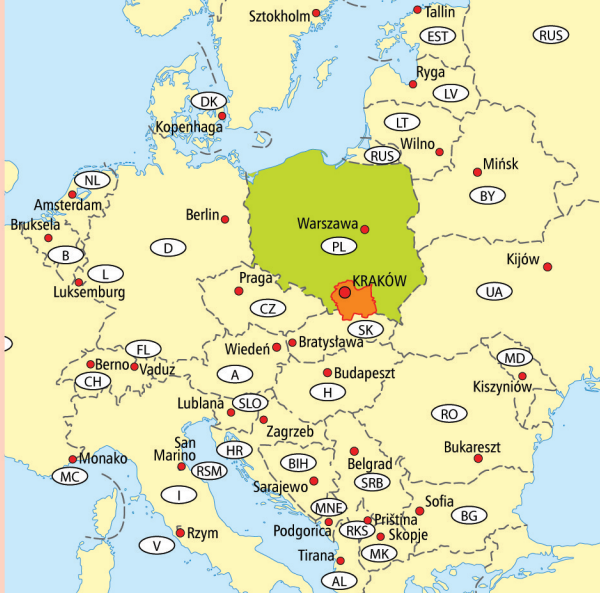 Sztokholm
Tallin
EST
RUS
Ryga
LV
DK
Kopenhaga
LT
Wilno
RUS
Mińsk
BY
NL
Amsterdam
Bruksela
B
L
Luksemburg
Berlin
D
Warszawa
PL
KRAKÓW
Kijów
UA
Praga
CZ
SK
FL
Wiedeń
Bratysława
Berno
Vaduz
CH
A
Budapeszt
H
MD
Kiszyniów
Lublana
SLO
Zagrzeb
RO
San
Marino
HR
Monako
MC
RSM
BIH
Belgrad
SRB
Bukareszt
I
Sarajewo
MNE
Sofia
BG
V
Rzym
Podgorica
Priština
RKS
Skopje
MK
Tirana
AL